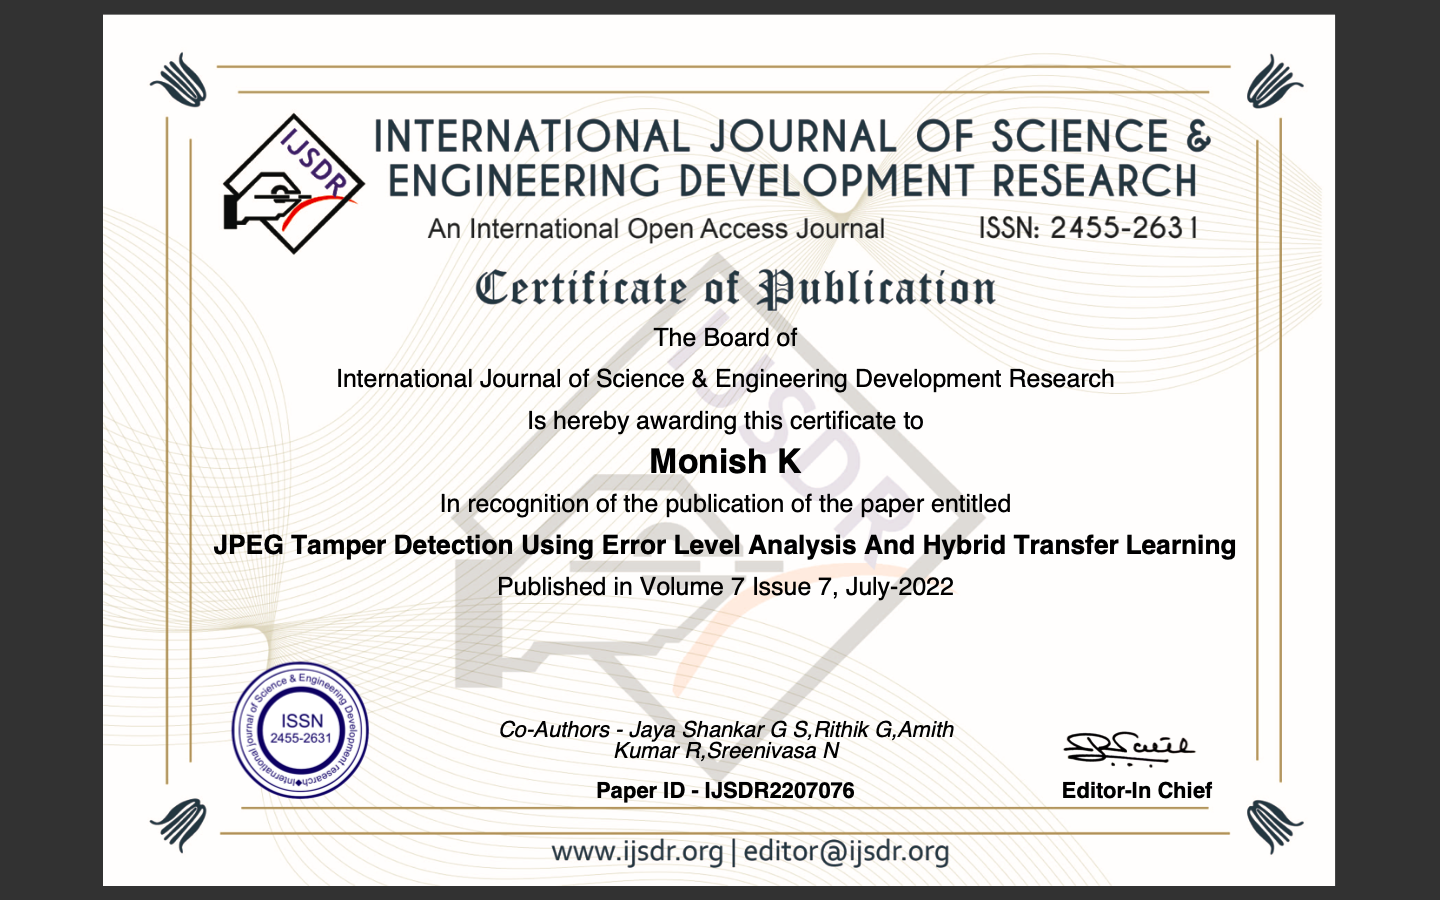 IJSDR
INTERNATIONAL JOURNAL OF SCIENCE &
ENGINEERING DEVELOPMENT RESEARCH
An International Open Access Journal
ISSN: 2455-2631
Certificate of Publication
The Board of
International Journal of Science & Engineering Development Research
Is hereby awarding this certificate to
Monish K
In recognition of the publication of the paper entitled
JPEG Tamper Detection Using Error Level Analysis And Hybrid Transfer Learning
Published in Volume 7 Issue 7, July-2022
IJSDR
International journal of Science & Engineering Development research
ISSN
2455-2631
Co-Authors - Jaya Shankar G S,Rithik G,Amith
Kumar R,Sreenivasa N
Paper ID - IJSDR2207076
Editor-In Chief
www.ijsdr.org | editor@ijsdr.org